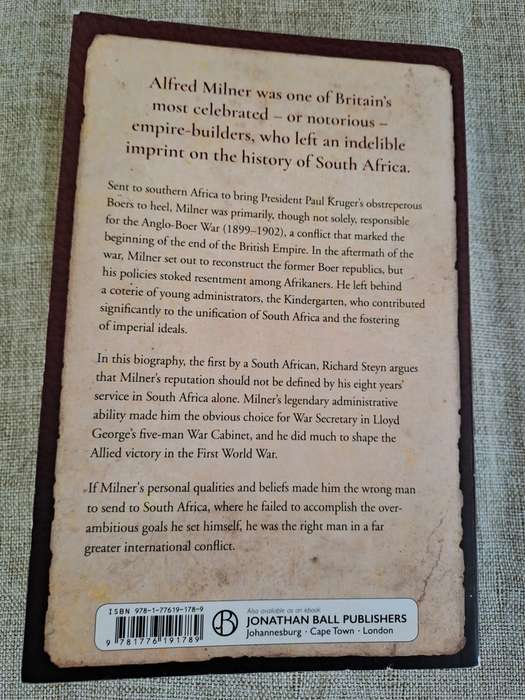 Alfred Milner was one of Britain's
most celebrated – or notorious –
empire-builders, who left an indelible
imprint on the history of South Africa.
Sent to southern Africa to bring President Paul Kruger's obstreperous
Boers to heel, Milner was primarily, though not solely, responsible
for the Anglo-Boer War (1899–1902), a conflict that marked the
beginning of the end of the British Empire. In the aftermath of the
war, Milner set out to reconstruct the former Boer republics, but
his policies stoked resentment among Afrikaners. He left behind
a coterie of young administrators, the Kindergarten, who contributed
significantly to the unification of South Africa and the fostering
of imperial ideals.
In this biography, the first by a South African, Richard Steyn argues
that Milner's reputation should not be defined by his eight years'
service in South Africa alone. Milner's legendary administrative
ability made him the obvious choice for War Secretary in Lloyd
George's five-man War Cabinet, and he did much to shape the
Allied victory in the First World War.
If Milner's personal qualities and beliefs made him the wrong man
to send to South Africa, where he failed to accomplish the over-
ambitious goals he set himself, he was the right man in a far
greater international conflict.
ISBN 978-1-77619-178-9
9 781776 191789
Also available as an ebook
JONATHAN BALL PUBLISHERS
Johannesburg · Cape Town · London